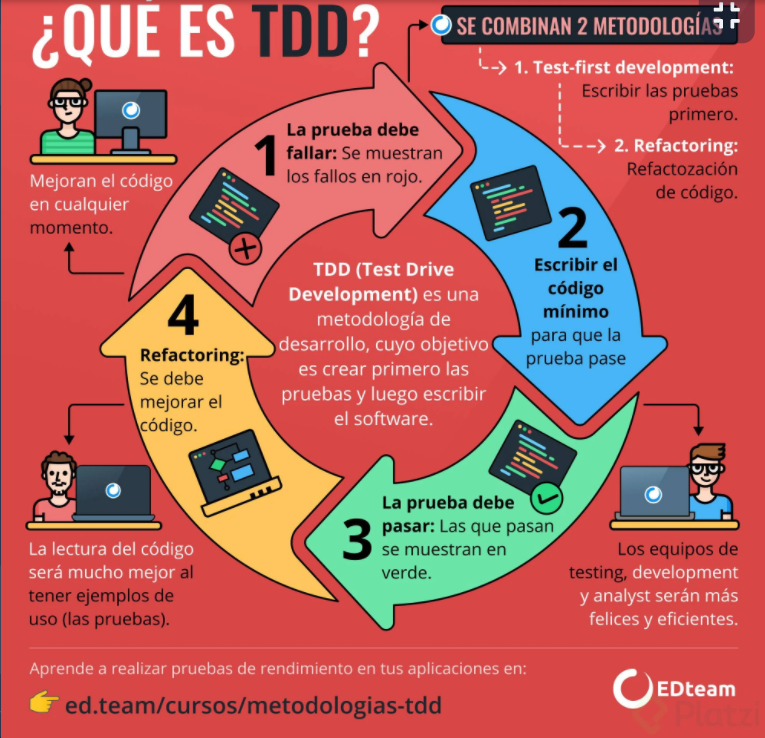 ¿QUÉ ES TDD?
SE COMBINAN 2 METODOLOGÍAS
1. Test-first development:
Escribir las pruebas
primero.
2. Refactoring:
Refactozación
de código.
1
La prueba debe
fallar: Se muestran
los fallos en rojo.
Mejoran el código
en cualquier
momento.
2
Escribir el
código
mínimo
para que la
prueba pase
TDD (Test Drive
Development) es una
metodología de
desarrollo, cuyo objetivo
es crear primero las
pruebas y luego escribir
el software.
4
Refactoring:
Se debe
mejorar el
código.
3
La prueba debe
pasar: Las que pasan
se muestran en
verde.
La lectura del código
será mucho mejor al
tener ejemplos de
uso (las pruebas).
Los equipos de
testing, development
y analyst serán más
felices y eficientes.
Aprende a realizar pruebas de rendimiento en tus aplicaciones en:
ed.team/cursos/metodologias-tdd
EDteam
Platzi